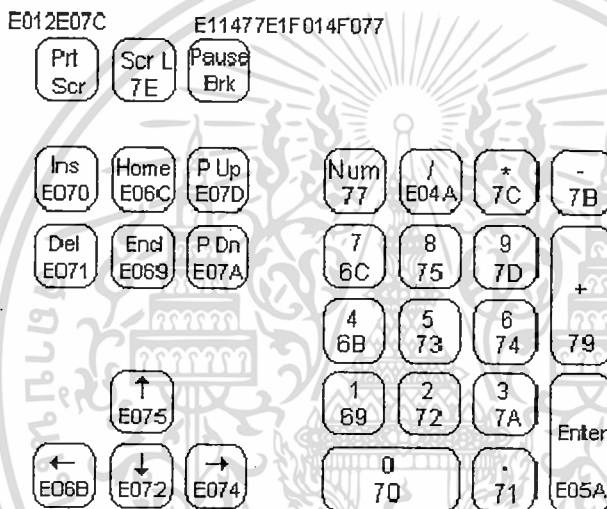 E012E07C E11477E1F014F077
Prt Scr Scr L 7E Pause Brk
Ins E070 Home E06C P Up E07D
Del E071 End E069 P Dn E07A
↑ E075
← E06B ↓ E072 → E074
Num 77 / E04A * 7C - 7B
7 6C 8 75 9 7D + 79
4 6B 5 73 6 74
1 69 2 72 3 7A Enter E05A
0 70 . 71